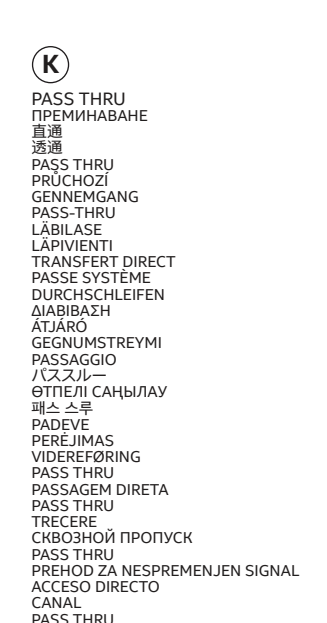 K
PASS THRU
ПРЕМИНАВАНЕ
直通
透通
PASS THRU
PRŮCHOZÍ
GENNEMGANG
PASS-THRU
LÄBILASE
LÄPIVIENTI
TRANSFERT DIRECT
PASSE SYSTÈME
DURCHSCHLEIFEN
ΔΙΑΒΙΒΑΣΗ
ÁTJÁRÓ
GEGNUMSTREYMI
PASSAGGIO
パススルー
ӨТПЕЛІ САҢЫЛАУ
패스 스루
PADEVE
PERĖJIMAS
VIDEREFØRING
PASS THRU
PASSAGEM DIRETA
PASS THRU
TRECERE
СКВОЗНОЙ ПРОПУСК
PASS THRU
PREHOD ZA NESPREMENJEN SIGNAL
ACCESO DIRECTO
CANAL
PASS THRU